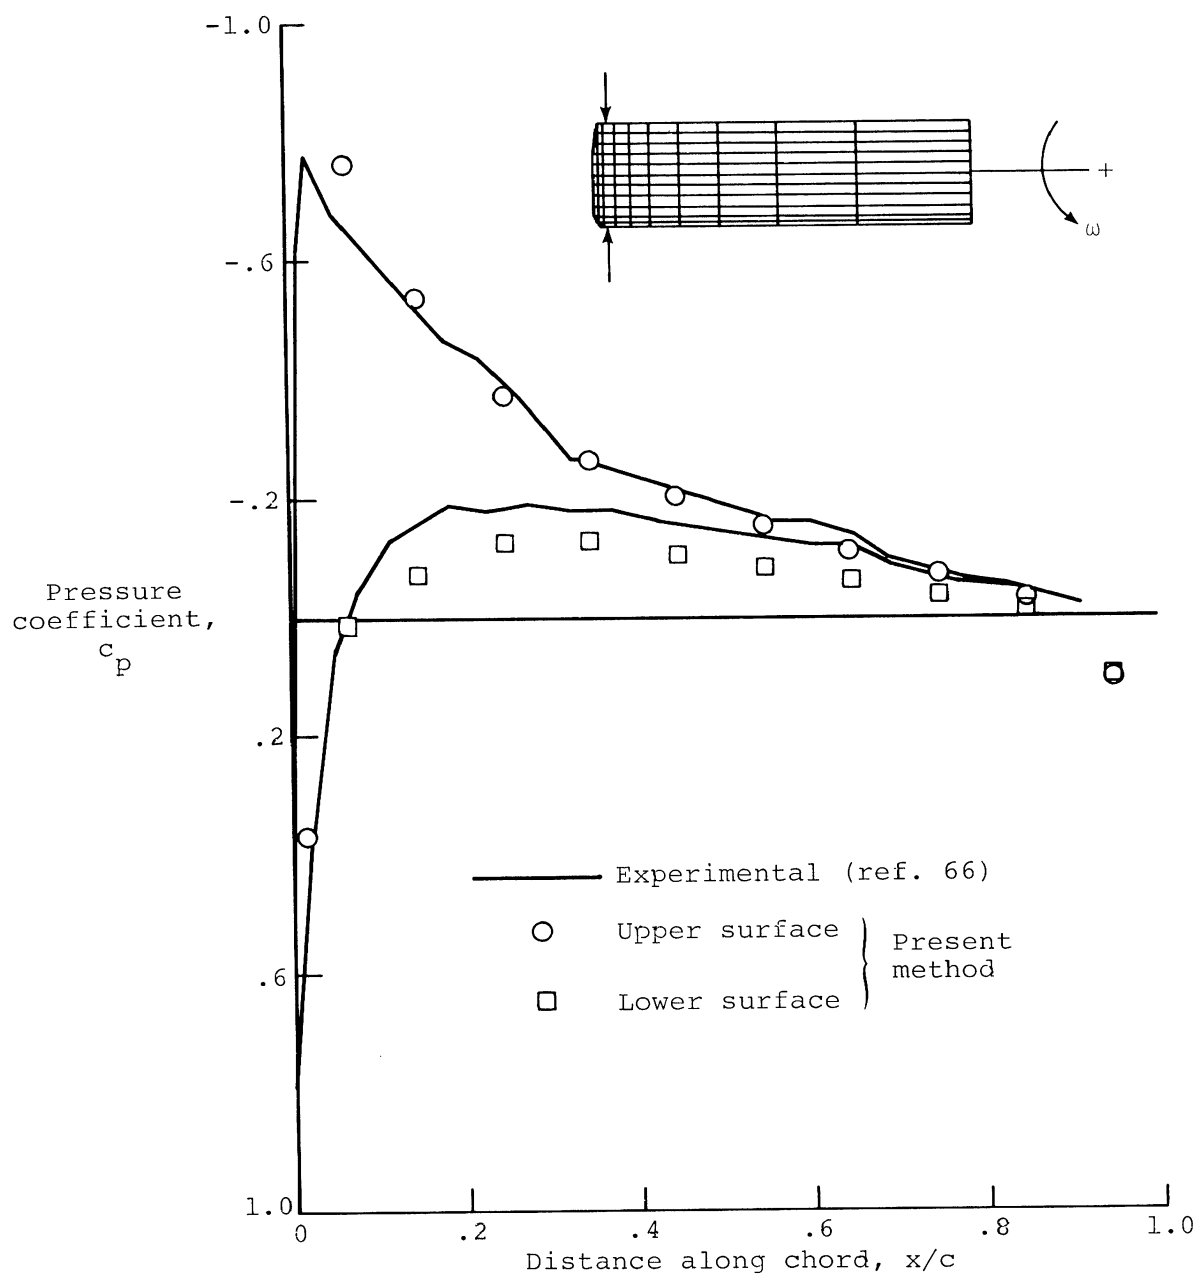 -1.0
-.6
-.2
.2
.6
1.0
Pressure
coefficient,
cp
+
ω
Experimental (ref. 66)
Upper surface
Lower surface
Present
method
0
.2
.4
.6
.8
1.0
Distance along chord, x/c